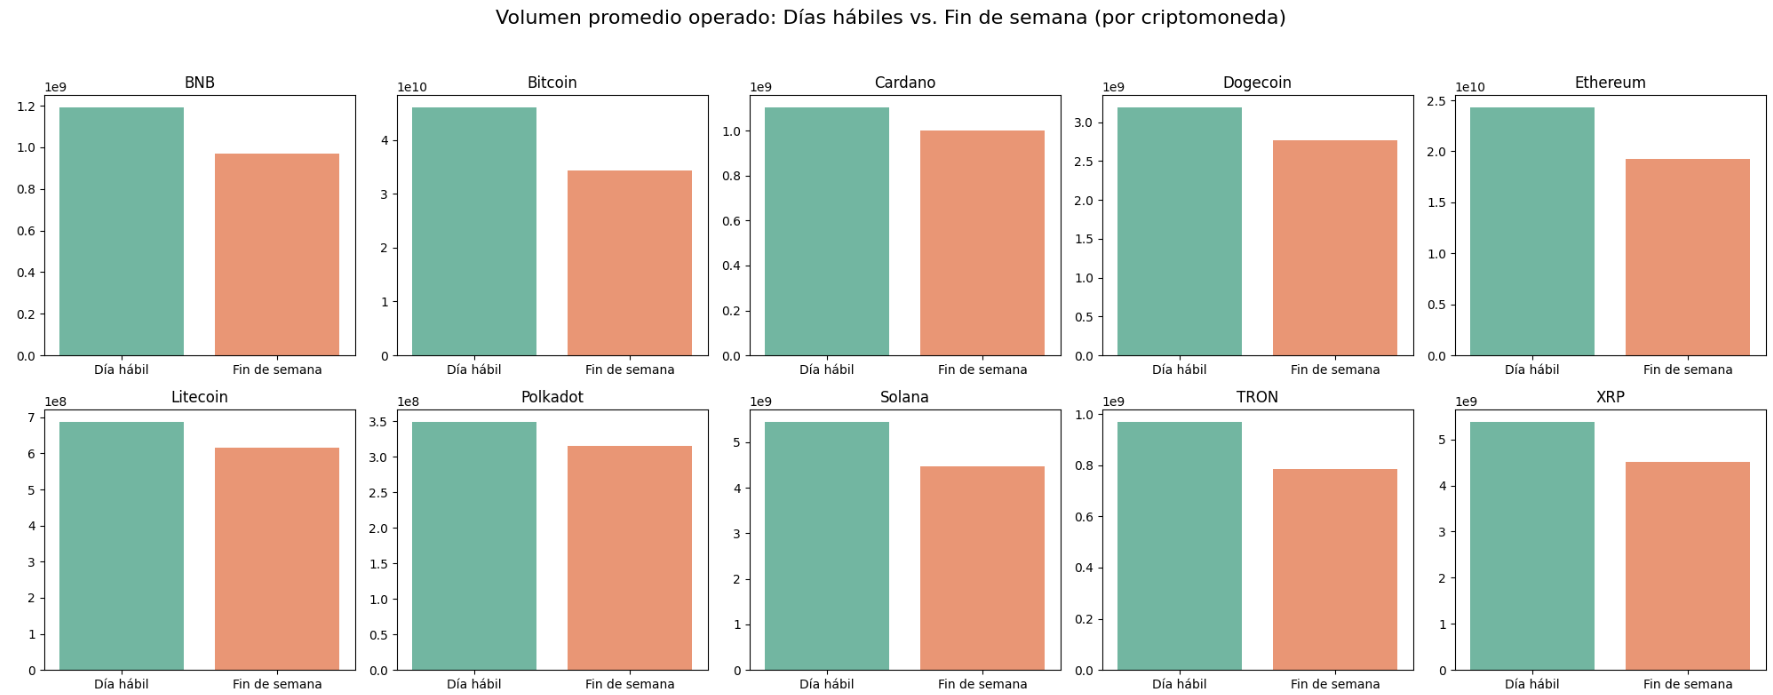 Volumen promedio operado: Días hábiles vs. Fin de semana (por criptomoneda)
BNB
1e9
1.2
1.0
0.8
0.6
0.4
0.2
0.0
Día hábil Fin de semana
Bitcoin
1e10
4
3
2
1
0
Día hábil Fin de semana
Cardano
1e9
1.0
0.8
0.6
0.4
0.2
0.0
Día hábil Fin de semana
Dogecoin
1e9
3.0
2.5
2.0
1.5
1.0
0.5
0.0
Día hábil Fin de semana
Ethereum
1e10
2.5
2.0
1.5
1.0
0.5
0.0
Día hábil Fin de semana
Litecoin
1e8
7
6
5
4
3
2
1
0
Día hábil Fin de semana
Polkadot
1e8
3.5
3.0
2.5
2.0
1.5
1.0
0.5
0.0
Día hábil Fin de semana
Solana
1e9
5
4
3
2
1
0
Día hábil Fin de semana
TRON
1e9
1.0
0.8
0.6
0.4
0.2
0.0
Día hábil Fin de semana
XRP
1e9
5
4
3
2
1
0
Día hábil Fin de semana